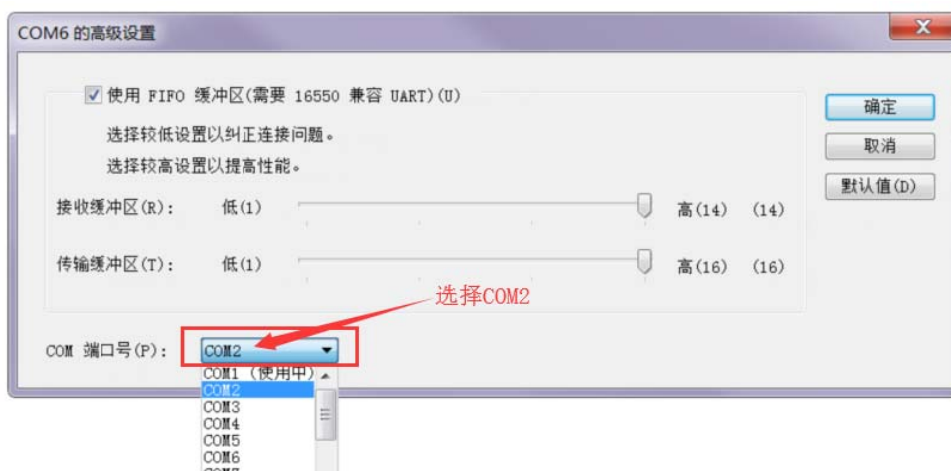 COM6 的高级设置
使用 FIFO 缓冲区(需要 16550 兼容 UART)(U)
选择较低设置以纠正连接问题。
选择较高设置以提高性能。
接收缓冲区(R): 低(1) 高(14) (14)
传输缓冲区(T): 低(1) 高(16) (16)
确定
取消
默认值(D)
选择COM2
COM 端口号(P): COM2
COM1 (使用中)
COM2
COM3
COM4
COM5
COM6